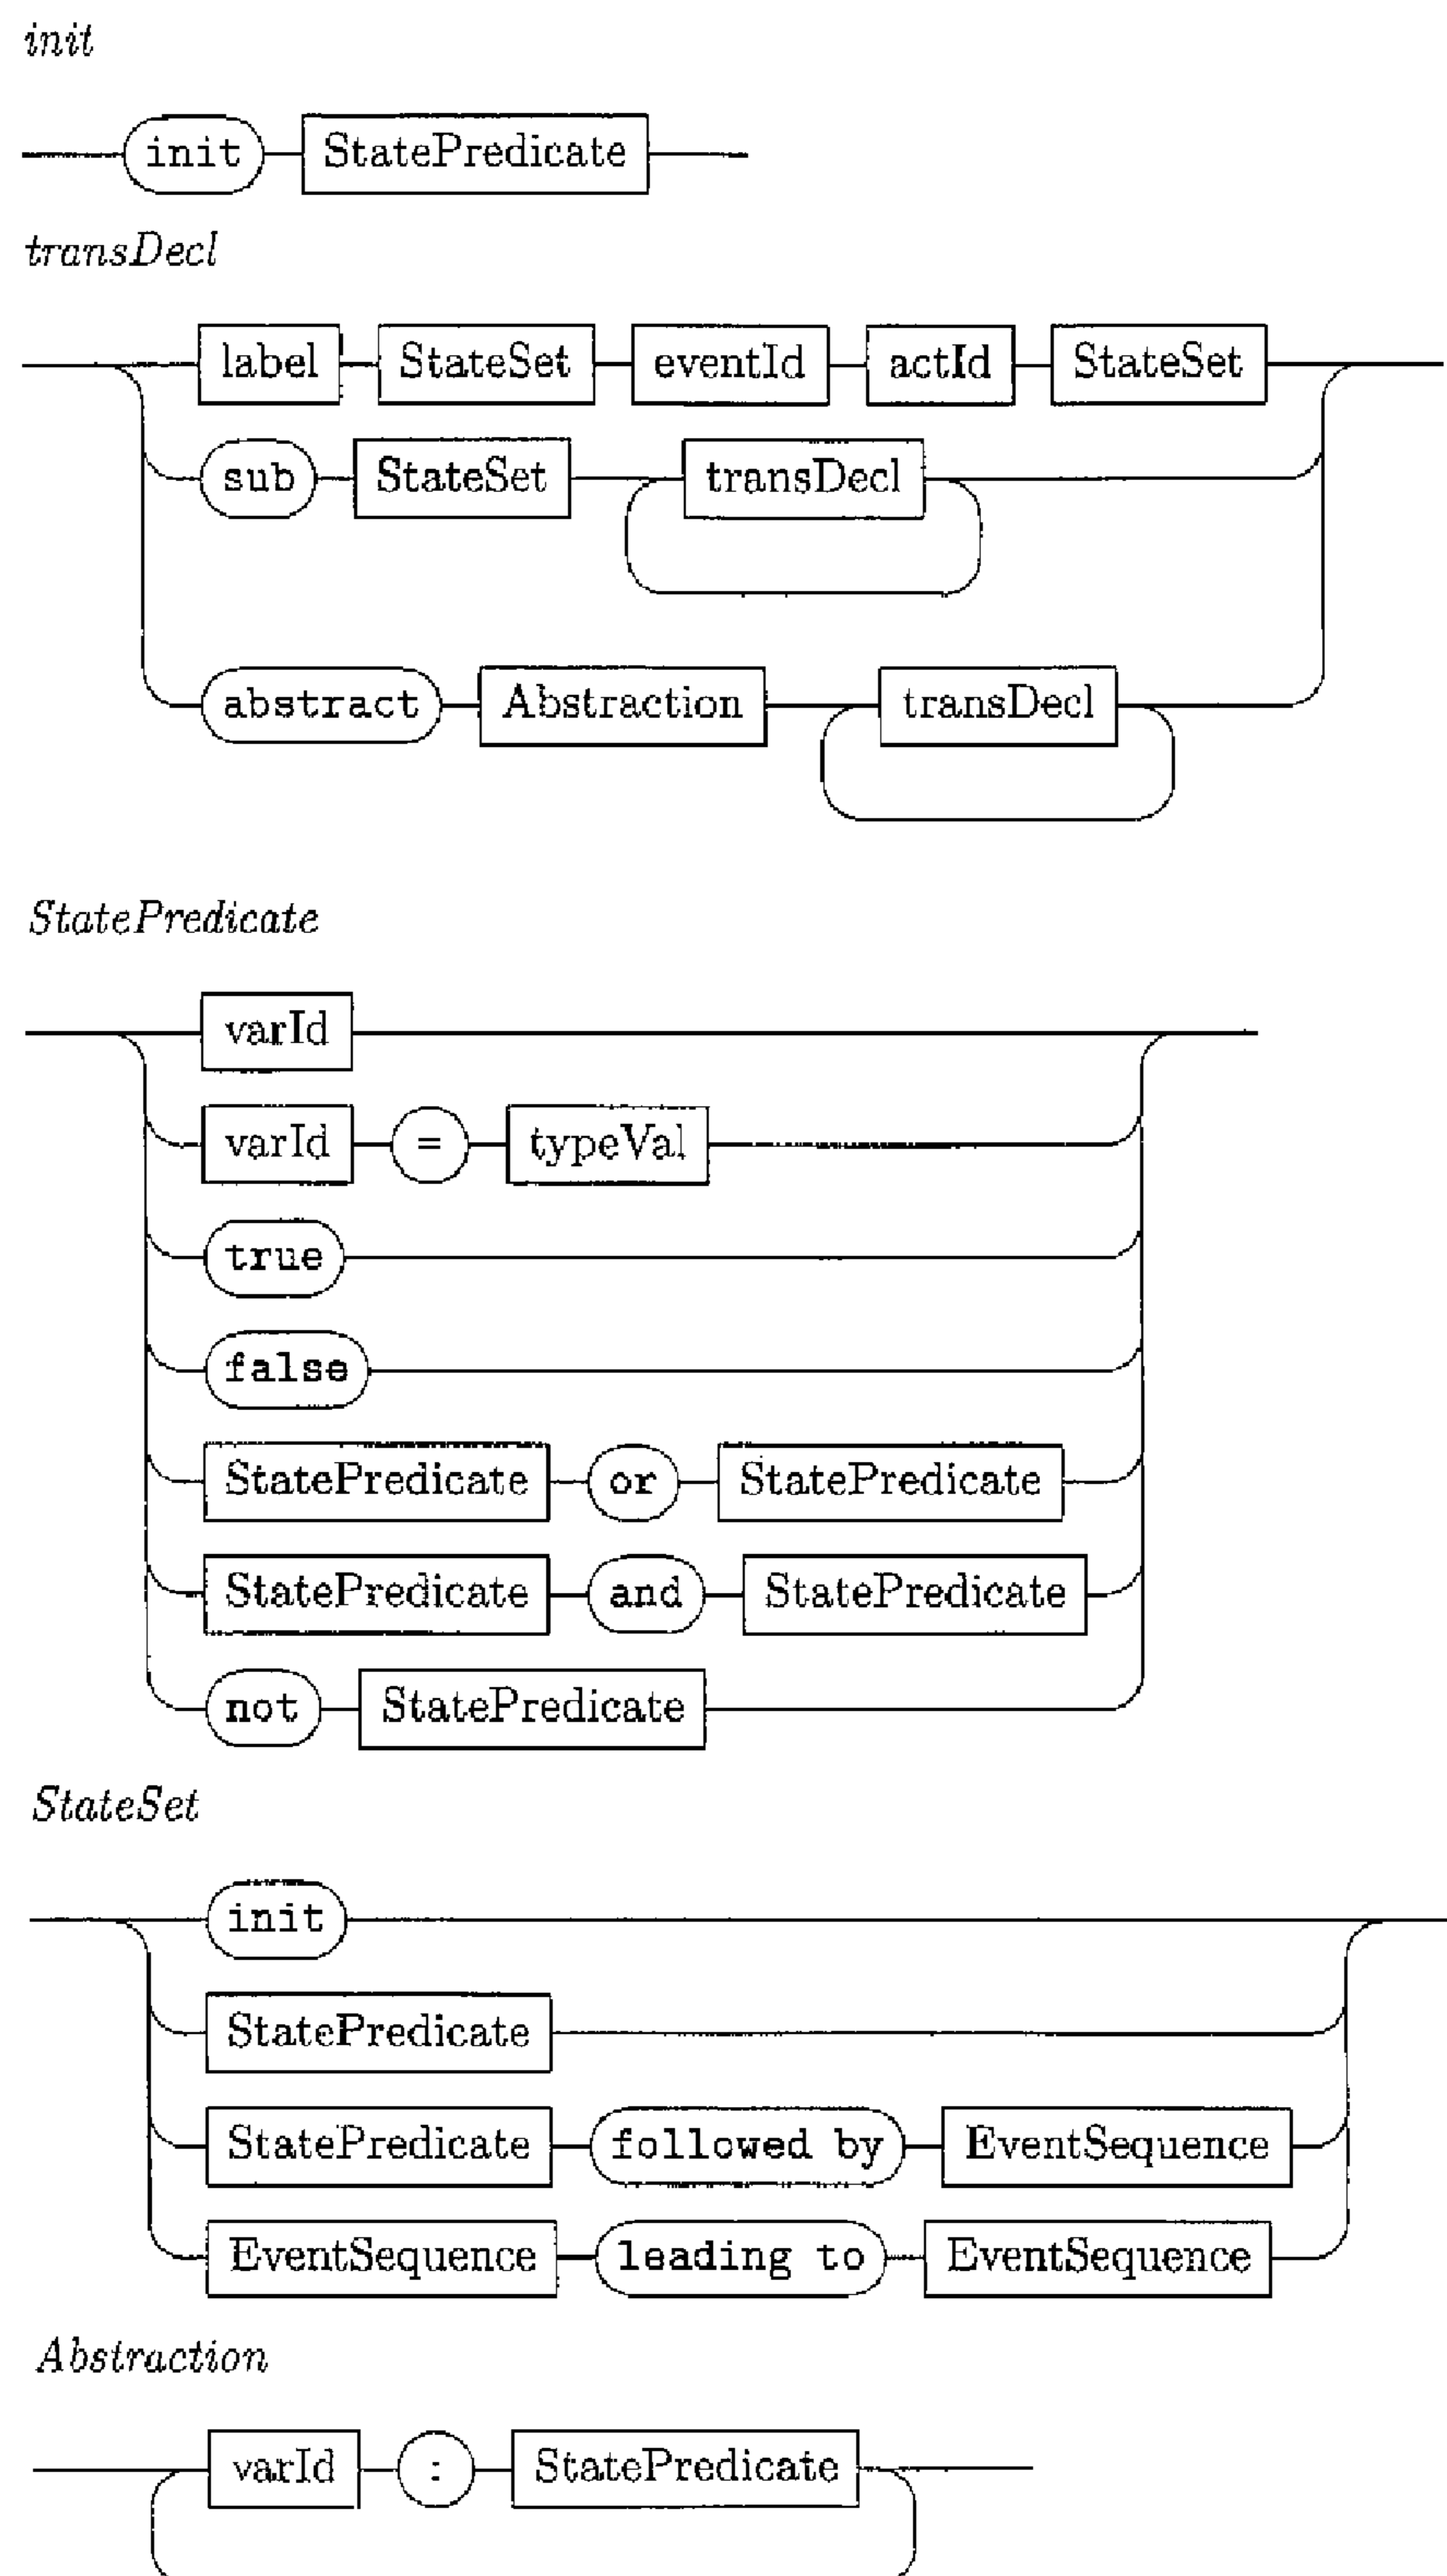 init
init StatePredicate
transDecl
label StateSet eventId actId StateSet
sub StateSet transDecl
abstract Abstraction transDecl
StatePredicate
varId
varId = typeVal
true
false
StatePredicate or StatePredicate
StatePredicate and StatePredicate
not StatePredicate
StateSet
init
StatePredicate
StatePredicate followed by EventSequence
EventSequence leading to EventSequence
Abstraction
varId : StatePredicate